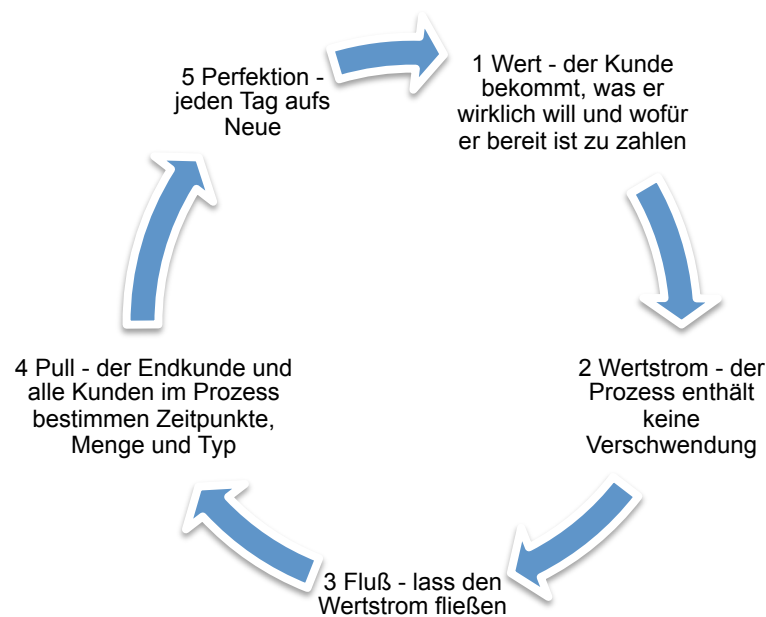 1 Wert - der Kunde
bekommt, was er
wirklich will und wofür
er bereit ist zu zahlen
2 Wertstrom - der
Prozess enthält
keine
Verschwendung
3 Fluß - lass den
Wertstrom fließen
4 Pull - der Endkunde und
alle Kunden im Prozess
bestimmen Zeitpunkte,
Menge und Typ
5 Perfektion -
jeden Tag aufs
Neue